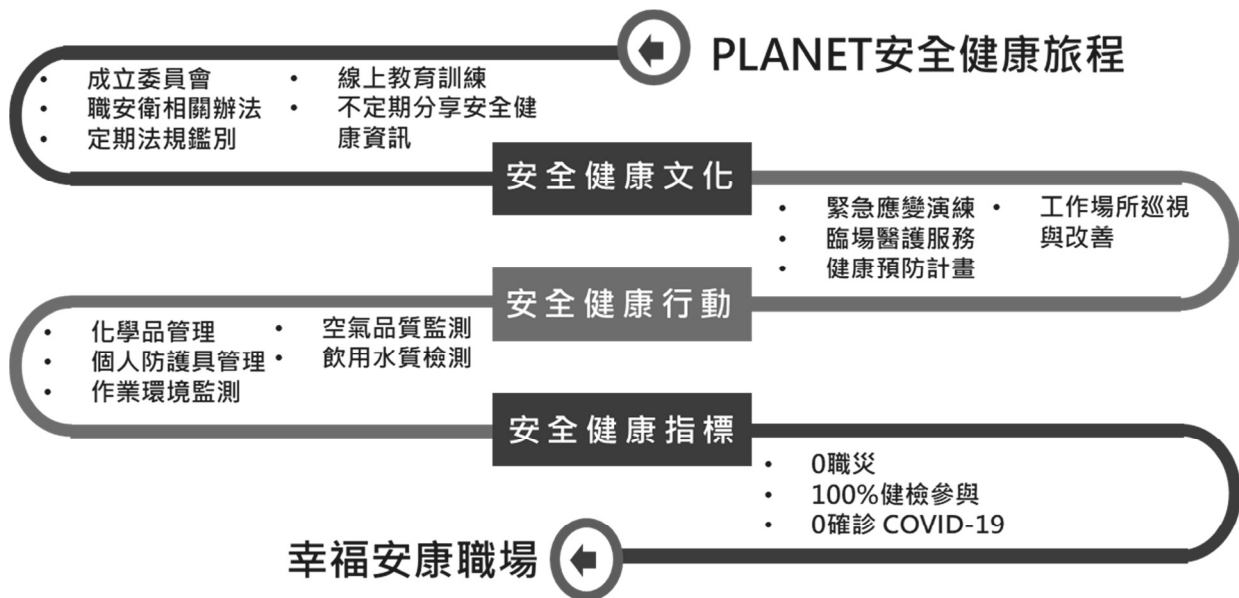 PLANET安全健康旅程
• 成立委員會
• 職安衛相關辦法
• 定期法規鑑別
• 線上教育訓練
• 不定期分享安全健
康資訊
安全健康文化
• 緊急應變演練
• 臨場醫護服務
• 健康預防計畫
• 工作場所巡視
與改善
安全健康行動
• 化學品管理
• 個人防護具管理
• 作業環境監測
• 空氣品質監測
• 飲用水質檢測
安全健康指標
• 0職災
• 100%健檢參與
• 0確診 COVID-19
幸福安康職場